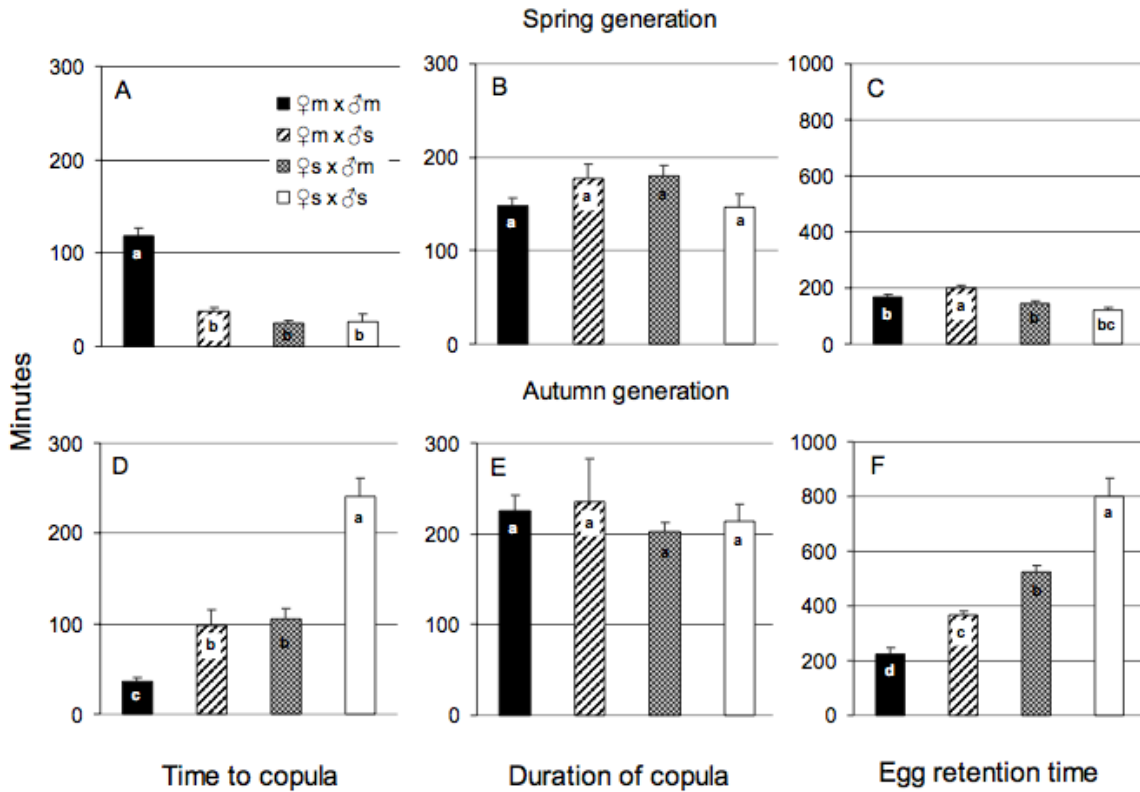 Spring generation
A
300
200
100
0
♀m x ♂m
♀m x ♂s
♀s x ♂m
♀s x ♂s
a
b
b
b
B
300
200
100
0
a
a
a
a
C
1000
800
600
400
200
0
b
a
b
bc
Minutes
Autumn generation
D
300
200
100
0
c
b
b
a
E
300
200
100
0
a
a
a
a
F
1000
800
600
400
200
0
d
c
b
a
Time to copula
Duration of copula
Egg retention time